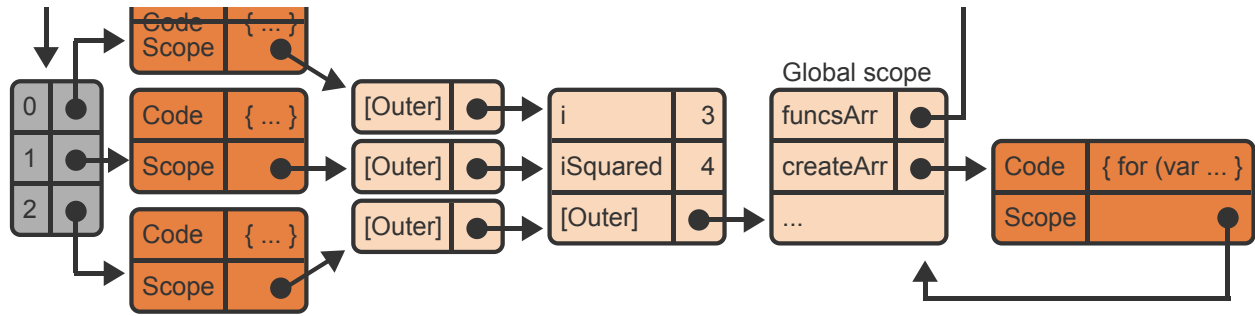 Code { ... }
Scope
Global scope
0
[Outer]
Code { ... }
i 3
funcsArr
1
Scope
[Outer]
iSquared 4
createArr
Code { for (var ... }
2
[Outer]
[Outer]
...
Scope
Code { ... }
Scope